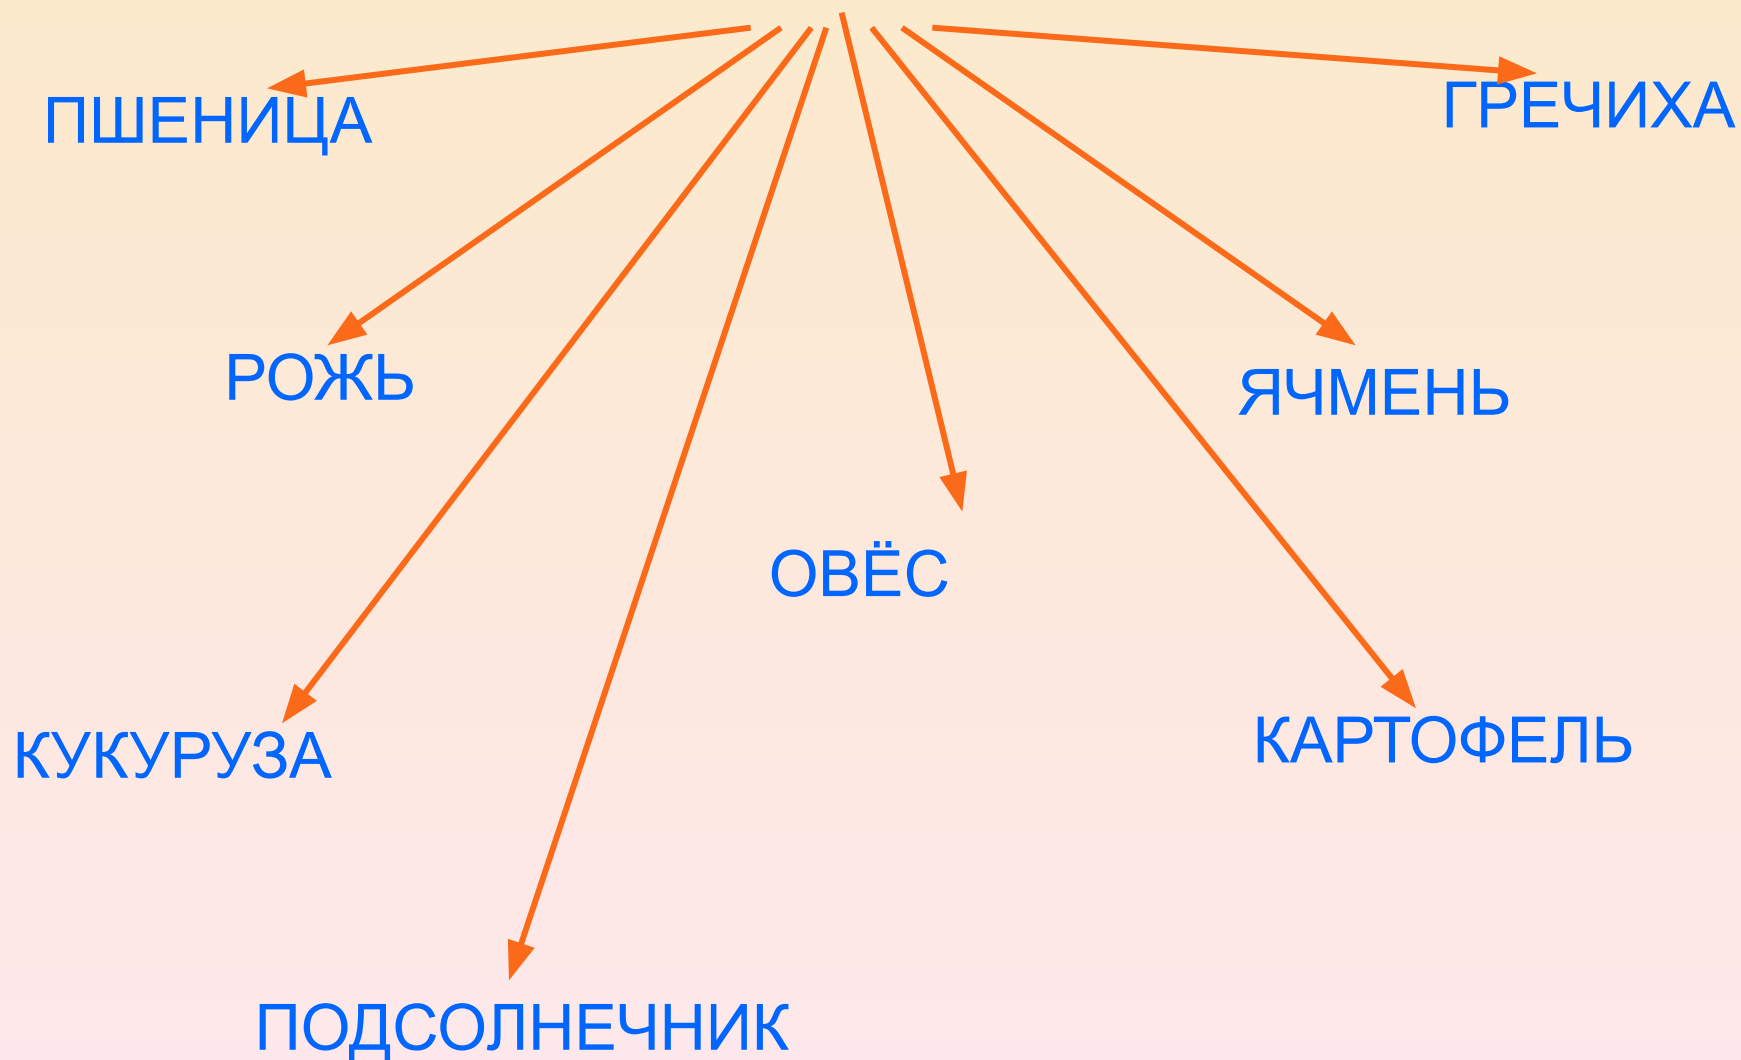 ПШЕНИЦА
ГРЕЧИХА
РОЖЬ
ЯЧМЕНЬ
ОВЁС
КУКУРУЗА
КАРТОФЕЛЬ
ПОДСОЛНЕЧНИК